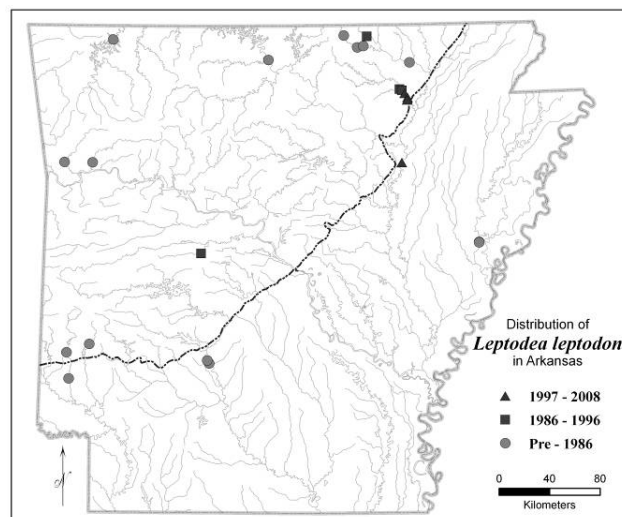 Distribution of
Leptodea leptodon
in Arkansas
1997 - 2008
1986 - 1996
Pre - 1986
0 40 80
Kilometers
N